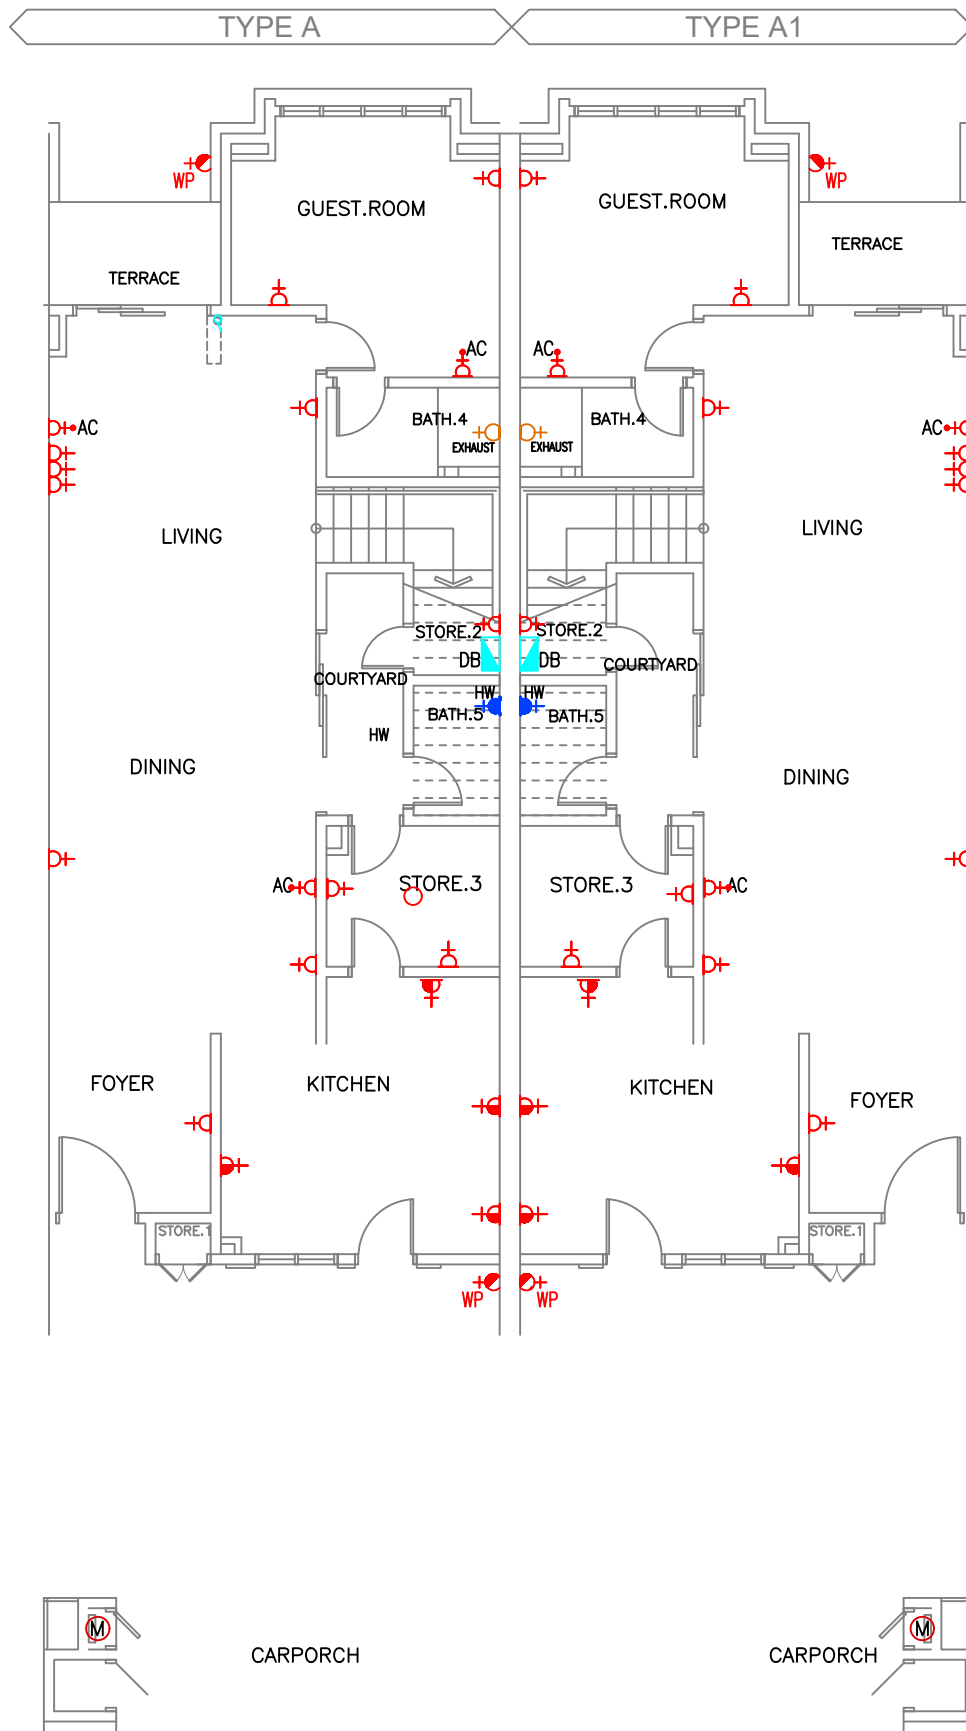 TYPE A TYPE A1
WP WP
GUEST.ROOM GUEST.ROOM
TERRACE TERRACE
AC AC
BATH.4 BATH.4
AC AC
EXHAUST EXHAUST
LIVING LIVING
STORE.2 STORE.2
DB DB
COURTYARD COURTYARD
HW HW
BATH.5 BATH.5
HW
DINING DINING
AC STORE.3 STORE.3 AC
FOYER KITCHEN KITCHEN FOYER
STORE.1 STORE.1
WP WP
M M
CARPORCH CARPORCH